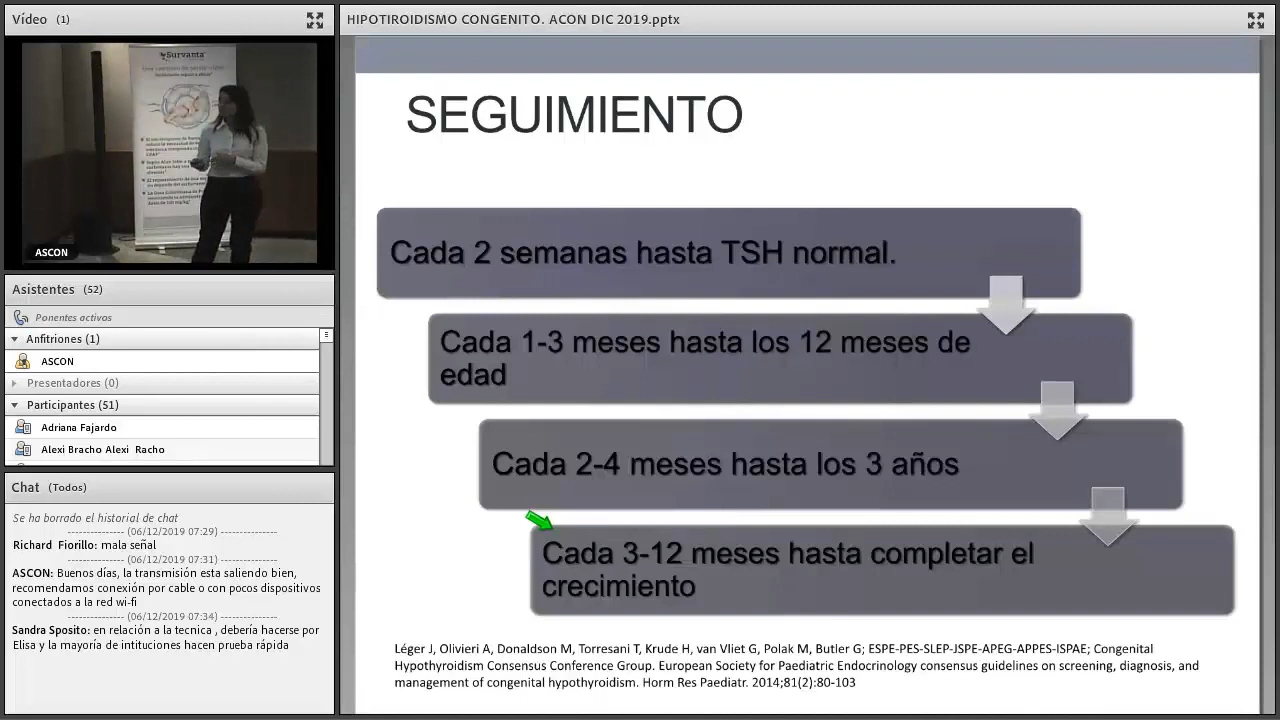 Vídeo (1)
Survanta
ASCON
Asistentes (52)
Ponentes activos
Anfitriones (1)
ASCON
Presentadores (0)
Participantes (51)
Adriana Fajardo
Alexi Bracho Alexi Racho
Chat (Todos)
Se ha borrado el historial de chat
-------------- (06/12/2019 07:29) --------------
Richard Fiorillo: mala señal
-------------- (06/12/2019 07:31) --------------
ASCON: Buenos días, la transmisión esta saliendo bien,
recomendamos conexión por cable o con pocos dispositivos
conectados a la red wi-fi
-------------- (06/12/2019 07:34) --------------
Sandra Sposito: en relación a la tecnica , debería hacerse por
Elisa y la mayoría de intituciones hacen prueba rápida
HIPOTIROIDISMO CONGENITO. ACON DIC 2019.pptx
SEGUIMIENTO
Cada 2 semanas hasta TSH normal.
Cada 1-3 meses hasta los 12 meses de
edad
Cada 2-4 meses hasta los 3 años
Cada 3-12 meses hasta completar el
crecimiento
Léger J, Olivieri A, Donaldson M, Torresani T, Krude H, van Vliet G, Polak M, Butler G; ESPE-PES-SLEP-JSPE-APEG-APPES-ISPAE; Congenital
Hypothyroidism Consensus Conference Group. European Society for Paediatric Endocrinology consensus guidelines on screening, diagnosis, and
management of congenital hypothyroidism. Horm Res Paediatr. 2014;81(2):80-103